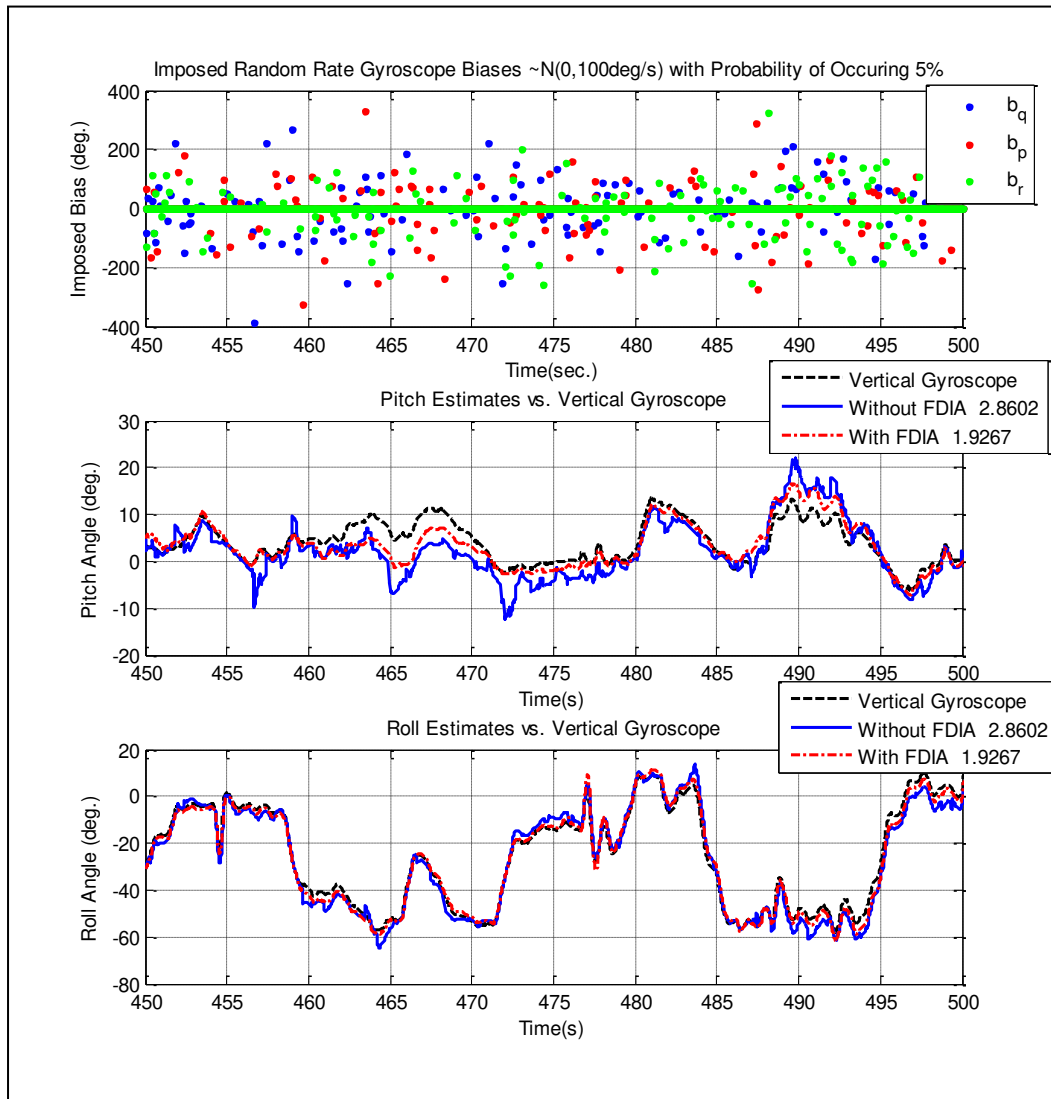 Imposed Random Rate Gyroscope Biases ~N(0,100deg/s) with Probability of Occuring 5%
400
200
0
-200
-400
Imposed Bias (deg.)
450 455 460 465 470 475 480 485 490 495 500
Time(sec.)
b_q
b_p
b_r
Pitch Estimates vs. Vertical Gyroscope
Vertical Gyroscope
Without FDIA 2.8602
With FDIA 1.9267
30
20
10
0
-10
-20
Pitch Angle (deg.)
450 455 460 465 470 475 480 485 490 495 500
Time(s)
Roll Estimates vs. Vertical Gyroscope
Vertical Gyroscope
Without FDIA 2.8602
With FDIA 1.9267
20
0
-20
-40
-60
-80
Roll Angle (deg.)
450 455 460 465 470 475 480 485 490 495 500
Time(s)